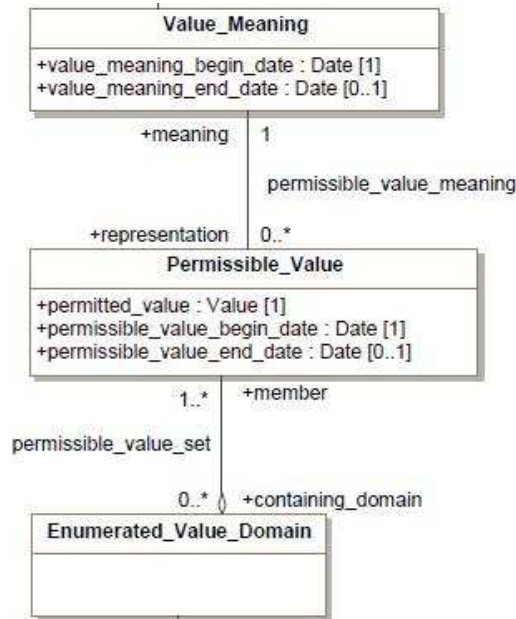 Value_Meaning
+value_meaning_begin_date : Date [1]
+value_meaning_end_date : Date [0..1]
+meaning 1
permissible_value_meaning
+representation 0..*
Permissible_Value
+permitted_value : Value [1]
+permissible_value_begin_date : Date [1]
+permissible_value_end_date : Date [0..1]
1..* +member
permissible_value_set
0..* +containing_domain
Enumerated_Value_Domain